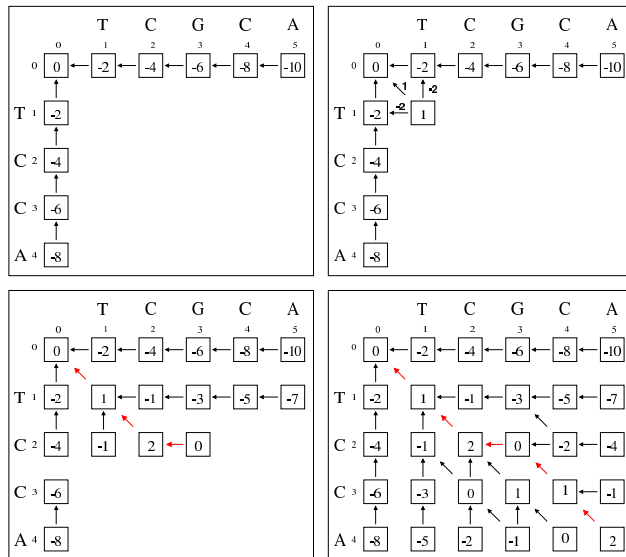 T C G C A
0 1 2 3 4 5
0 0 -2 -4 -6 -8 -10
T 1 -2
C 2 -4
C 3 -6
A 4 -8
T C G C A
0 1 2 3 4 5
0 0 -2 -4 -6 -8 -10
1 -2
T 1 -2 -2 1
C 2 -4
C 3 -6
A 4 -8
T C G C A
0 1 2 3 4 5
0 0 -2 -4 -6 -8 -10
T 1 -2 1 -1 -3 -5 -7
C 2 -4 -1 2 0
C 3 -6
A 4 -8
T C G C A
0 1 2 3 4 5
0 0 -2 -4 -6 -8 -10
T 1 -2 1 -1 -3 -5 -7
C 2 -4 -1 2 0 -2 -4
C 3 -6 -3 0 1 1 -1
A 4 -8 -5 -2 -1 0 2